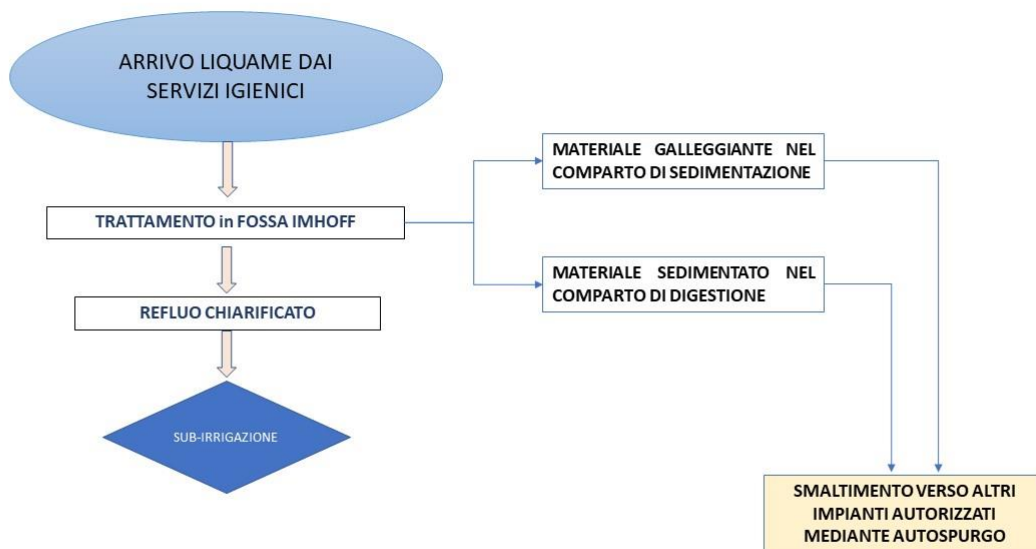 ARRIVO LIQUAME DAI
SERVIZI IGIENICI
TRATTAMENTO in FOSSA IMHOFF
REFLUO CHIARIFICATO
SUB-IRRIGAZIONE
MATERIALE GALLEGGIANTE NEL
COMPARTO DI SEDIMENTAZIONE
MATERIALE SEDIMENTATO NEL
COMPARTO DI DIGESTIONE
SMALTIMENTO VERSO ALTRI
IMPIANTI AUTORIZZATI
MEDIANTE AUTOSPURGO